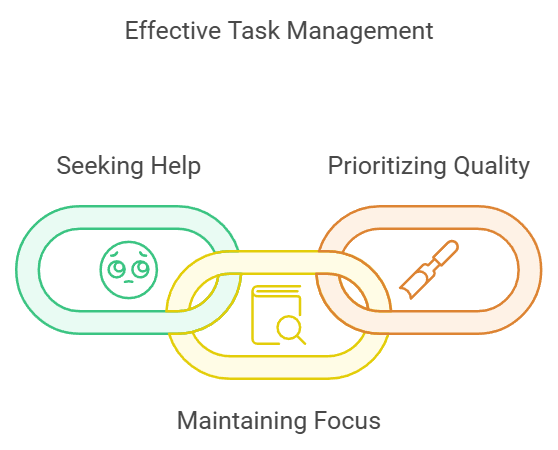 Effective Task Management
Seeking Help
Prioritizing Quality
Maintaining Focus